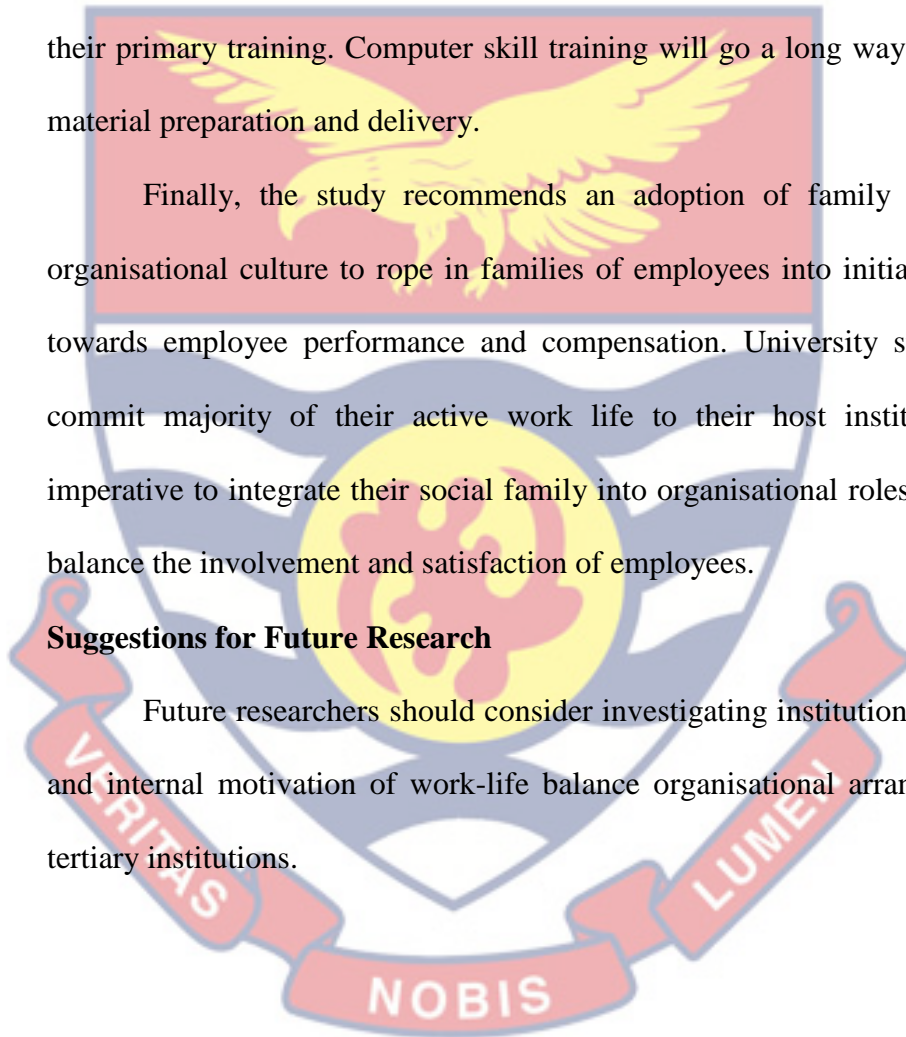 their primary training. Computer skill training will go a long way
material preparation and delivery.
Finally, the study recommends an adoption of family
organisational culture to rope in families of employees into initia
towards employee performance and compensation. University s
commit majority of their active work life to their host instit
imperative to integrate their social family into organisational roles
balance the involvement and satisfaction of employees.
Suggestions for Future Research
Future researchers should consider investigating institution
and internal motivation of work-life balance organisational arran
tertiary institutions.
VERITAS
NOBIS
LUMEN